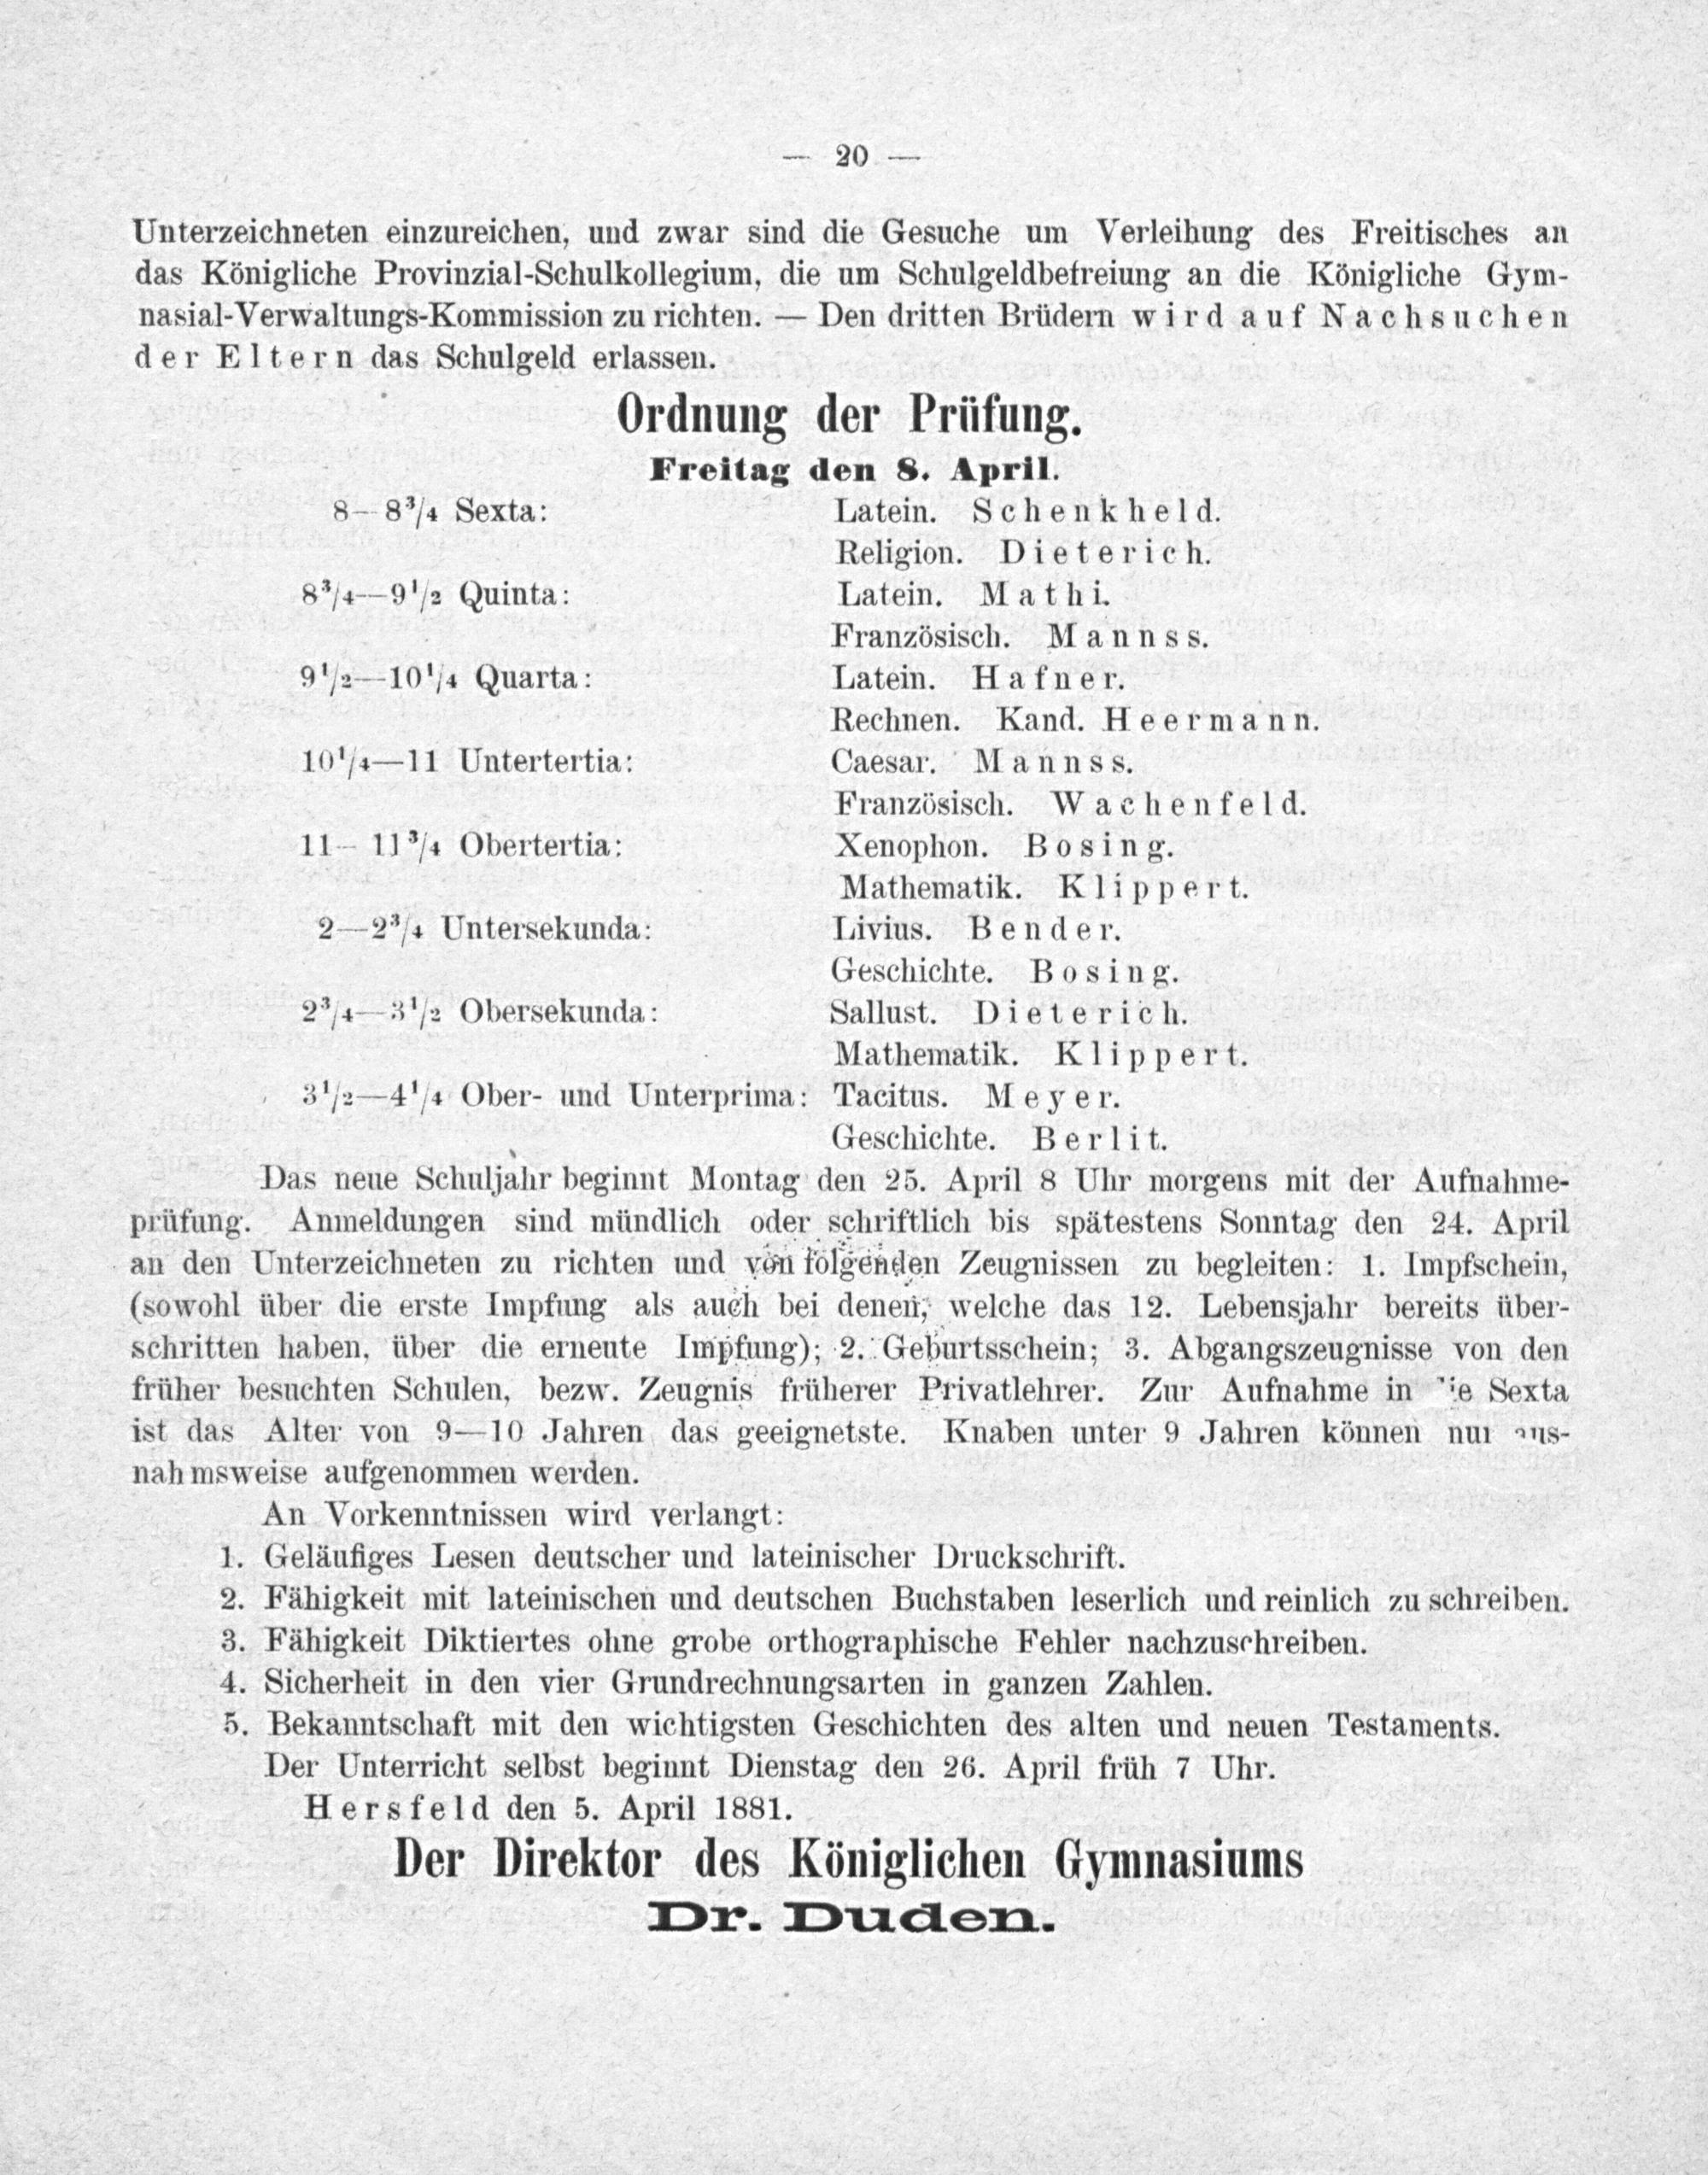 — 20 —
Unterzeichneten einzureichen, und zwar sind die Gesuche um Verleihung des Freitisches an
das Königliche Provinzial-Schulkollegium, die um Schulgeldbefreiung an die Königliche Gym-
nasial-Verwaltungs-Kommission zu richten. — Den dritten Brüdern wird auf Nachsuchen
der Eltern das Schulgeld erlassen.
Ordnung der Prüfung.
Freitag den 8. April.
8—8³/₄ Sexta: Latein. Schenkheld.
Religion. Dieterich.
8³/₄—9¹/₂ Quinta: Latein. Mathi.
Französisch. Mannss.
9¹/₂—10¹/₄ Quarta: Latein. Hafner.
Rechnen. Kand. Heermann.
10¹/₄—11 Untertertia: Caesar. Mannss.
Französisch. Wachenfeld.
11—11³/₄ Obertertia: Xenophon. Bosing.
Mathematik. Klippert.
2—2³/₄ Untersekunda: Livius. Bender.
Geschichte. Bosing.
2³/₄—3¹/₂ Obersekunda: Sallust. Dieterich.
Mathematik. Klippert.
3¹/₂—4¹/₄ Ober- und Unterprima: Tacitus. Meyer.
Geschichte. Berlit.
Das neue Schuljahr beginnt Montag den 25. April 8 Uhr morgens mit der Aufnahme-
prüfung. Anmeldungen sind mündlich oder schriftlich bis spätestens Sonntag den 24. April
an den Unterzeichneten zu richten und von folgenden Zeugnissen zu begleiten: 1. Impfschein,
(sowohl über die erste Impfung als auch bei denen, welche das 12. Lebensjahr bereits über-
schritten haben, über die erneute Impfung); 2. Geburtsschein; 3. Abgangszeugnisse von den
früher besuchten Schulen, bezw. Zeugnis früherer Privatlehrer. Zur Aufnahme in die Sexta
ist das Alter von 9—10 Jahren das geeignetste. Knaben unter 9 Jahren können nur aus-
nahmsweise aufgenommen werden.
An Vorkenntnissen wird verlangt:
1. Geläufiges Lesen deutscher und lateinischer Druckschrift.
2. Fähigkeit mit lateinischen und deutschen Buchstaben leserlich und reinlich zu schreiben.
3. Fähigkeit Diktiertes ohne grobe orthographische Fehler nachzuschreiben.
4. Sicherheit in den vier Grundrechnungsarten in ganzen Zahlen.
5. Bekanntschaft mit den wichtigsten Geschichten des alten und neuen Testaments.
Der Unterricht selbst beginnt Dienstag den 26. April früh 7 Uhr.
Hersfeld den 5. April 1881.
Der Direktor des Königlichen Gymnasiums
Dr. Duden.